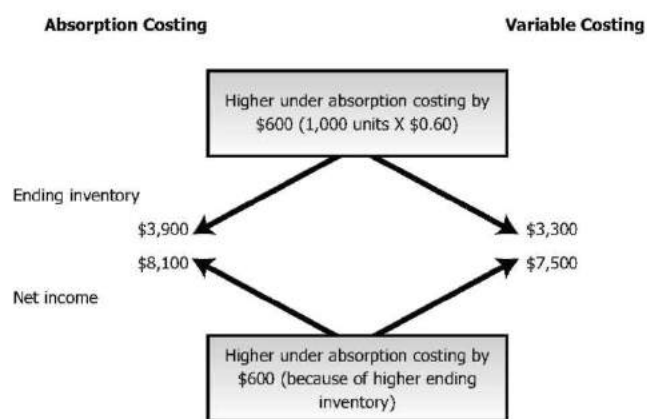 Absorption Costing
Variable Costing
Higher under absorption costing by
$600 (1,000 units X $0.60)
Ending inventory
$3,900
$3,300
$8,100
$7,500
Net income
Higher under absorption costing by
$600 (because of higher ending
inventory)